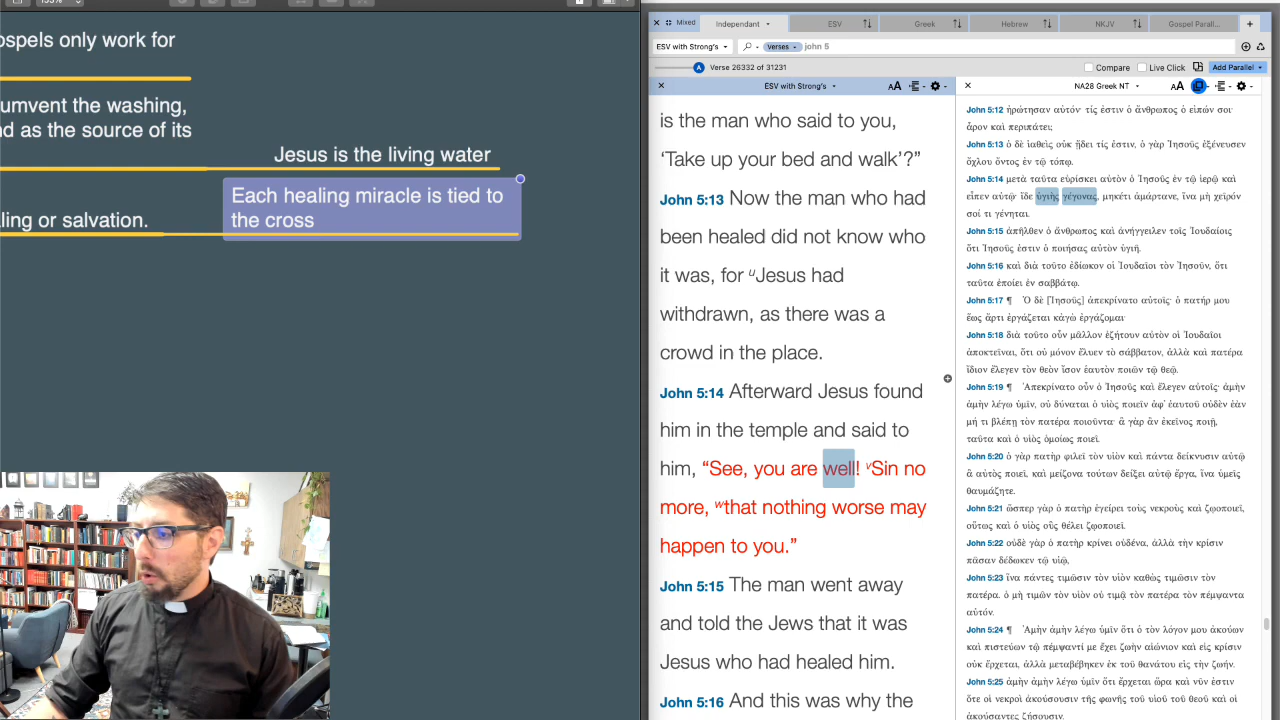 ospels only work for
umvent the washing,
nd as the source of its
Jesus is the living water
Each healing miracle is tied to
the cross
ling or salvation.
Mixed
Independant
ESV
Greek
Hebrew
NKJV
Gospel Parall...
ESV with Strong's
Verses
john 5
Verse 26332 of 31231
Compare
Live Click
Add Parallel
ESV with Strong's
AA
is the man who said to you,
‘Take up your bed and walk’?”
John 5:13 Now the man who had
been healed did not know who
it was, for uJesus had
withdrawn, as there was a
crowd in the place.
John 5:14 Afterward Jesus found
him in the temple and said to
him, “See, you are well! vSin no
more, wthat nothing worse may
happen to you.”
John 5:15 The man went away
and told the Jews that it was
Jesus who had healed him.
John 5:16 And this was why the
NA28 Greek NT
AA
John 5:12 ἠρώτησαν αὐτόν· τίς ἐστιν ὁ ἄνθρωπος ὁ εἰπών σοι·
ἆρον καὶ περιπάτει;
John 5:13 ὁ δὲ ἰαθεὶς οὐκ ᾔδει τίς ἐστιν, ὁ γὰρ Ἰησοῦς ἐξένευσεν
ὄχλου ὄντος ἐν τῷ τόπῳ.
John 5:14 μετὰ ταῦτα εὑρίσκει αὐτὸν ὁ Ἰησοῦς ἐν τῷ ἱερῷ καὶ
εἶπεν αὐτῷ· ἴδε ὑγιὴς γέγονας, μηκέτι ἁμάρτανε, ἵνα μὴ χεῖρόν
σοί τι γένηται.
John 5:15 ἀπῆλθεν ὁ ἄνθρωπος καὶ ἀνήγγειλεν τοῖς Ἰουδαίοις
ὅτι Ἰησοῦς ἐστιν ὁ ποιήσας αὐτὸν ὑγιῆ.
John 5:16 καὶ διὰ τοῦτο ἐδίωκον οἱ Ἰουδαῖοι τὸν Ἰησοῦν, ὅτι
ταῦτα ἐποίει ἐν σαββάτῳ.
John 5:17 ¶ Ὁ δὲ [Ἰησοῦς] ἀπεκρίνατο αὐτοῖς· ὁ πατήρ μου
ἕως ἄρτι ἐργάζεται κἀγὼ ἐργάζομαι·
John 5:18 διὰ τοῦτο οὖν μᾶλλον ἐζήτουν αὐτὸν οἱ Ἰουδαῖοι
ἀποκτεῖναι, ὅτι οὐ μόνον ἔλυεν τὸ σάββατον, ἀλλὰ καὶ πατέρα
ἴδιον ἔλεγεν τὸν θεὸν ἴσον ἑαυτὸν ποιῶν τῷ θεῷ.
John 5:19 ¶ Ἀπεκρίνατο οὖν ὁ Ἰησοῦς καὶ ἔλεγεν αὐτοῖς· ἀμὴν
ἀμὴν λέγω ὑμῖν, οὐ δύναται ὁ υἱὸς ποιεῖν ἀφ᾽ ἑαυτοῦ οὐδὲν ἐὰν
μή τι βλέπῃ τὸν πατέρα ποιοῦντα· ἃ γὰρ ἂν ἐκεῖνος ποιῇ,
ταῦτα καὶ ὁ υἱὸς ὁμοίως ποιεῖ.
John 5:20 ὁ γὰρ πατὴρ φιλεῖ τὸν υἱὸν καὶ πάντα δείκνυσιν αὐτῷ
ἃ αὐτὸς ποιεῖ, καὶ μείζονα τούτων δείξει αὐτῷ ἔργα, ἵνα ὑμεῖς
θαυμάζητε.
John 5:21 ὥσπερ γὰρ ὁ πατὴρ ἐγείρει τοὺς νεκροὺς καὶ ζῳοποιεῖ,
οὕτως καὶ ὁ υἱὸς οὓς θέλει ζῳοποιεῖ.
John 5:22 οὐδὲ γὰρ ὁ πατὴρ κρίνει οὐδένα, ἀλλὰ τὴν κρίσιν
πᾶσαν δέδωκεν τῷ υἱῷ,
John 5:23 ἵνα πάντες τιμῶσιν τὸν υἱὸν καθὼς τιμῶσιν τὸν
πατέρα. ὁ μὴ τιμῶν τὸν υἱὸν οὐ τιμᾷ τὸν πατέρα τὸν πέμψαντα
αὐτόν.
John 5:24 ¶ Ἀμὴν ἀμὴν λέγω ὑμῖν ὅτι ὁ τὸν λόγον μου ἀκούων
καὶ πιστεύων τῷ πέμψαντί με ἔχει ζωὴν αἰώνιον καὶ εἰς κρίσιν
οὐκ ἔρχεται, ἀλλὰ μεταβέβηκεν ἐκ τοῦ θανάτου εἰς τὴν ζωήν.
John 5:25 ἀμὴν ἀμὴν λέγω ὑμῖν ὅτι ἔρχεται ὥρα καὶ νῦν ἐστιν
ὅτε οἱ νεκροὶ ἀκούσουσιν τῆς φωνῆς τοῦ υἱοῦ τοῦ θεοῦ καὶ οἱ
ἀκούσαντες ζήσουσιν.